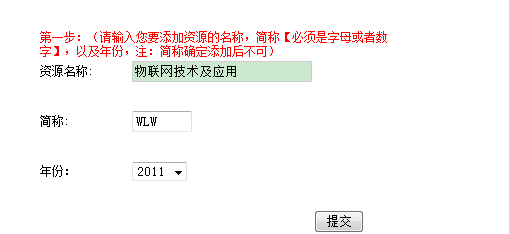 第一步：（请输入您要添加资源的名称，简称【必须是字母或者数
字】，以及年份，注：简称确定添加后不可）
资源名称：
物联网技术及应用
简称：
WLW
年份：
2011
提交